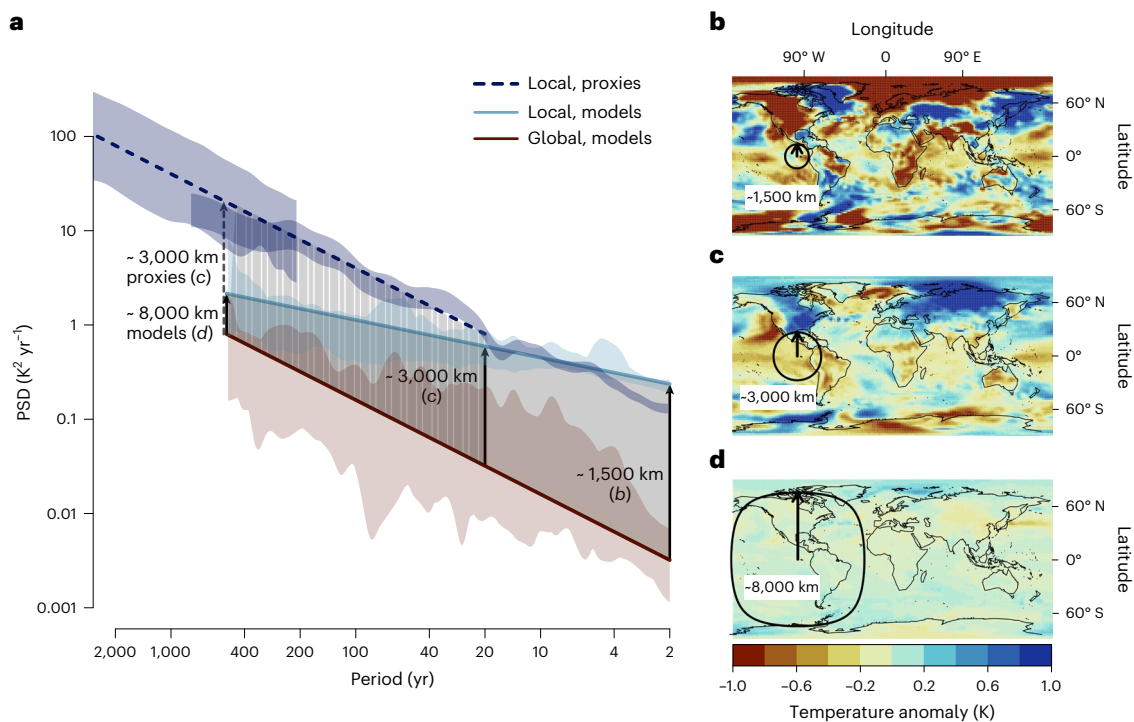 a
Local, proxies
Local, models
Global, models
100
10
1
0.1
0.01
0.001
PSD (K² yr⁻¹)
~ 3,000 km
proxies (c)
~ 8,000 km
models (d)
~ 3,000 km
(c)
~ 1,500 km
(b)
2,000
1,000
400
200
100
40
20
10
4
2
Period (yr)
b
Longitude
90° W
0
90° E
60° N
0°
60° S
Latitude
~1,500 km
c
60° N
0°
60° S
Latitude
~3,000 km
d
60° N
0°
60° S
Latitude
~8,000 km
−1.0
−0.6
−0.2
0.2
0.6
1.0
Temperature anomaly (K)